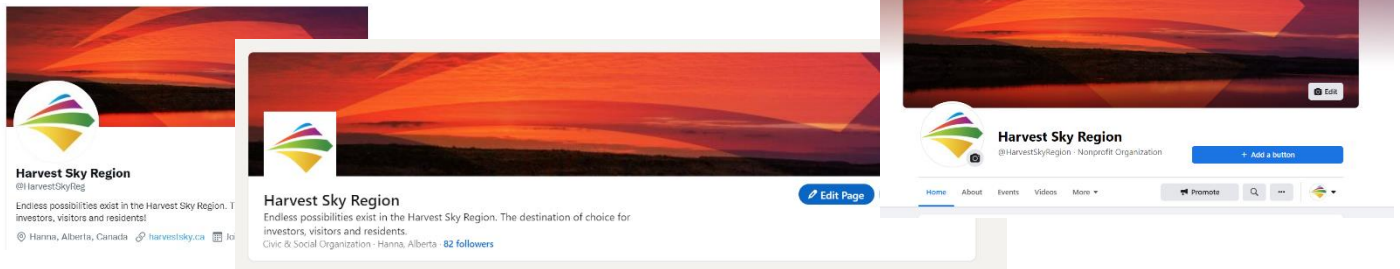 Harvest Sky Region
@HarvestSkyReg
Endless possibilities exist in the Harvest Sky Region.
investors, visitors and residents!
Hanna, Alberta, Canada harvestsky.ca
Harvest Sky Region
Endless possibilities exist in the Harvest Sky Region. The destination of choice for
investors, visitors and residents.
Civic & Social Organization · Hanna, Alberta · 82 followers
Edit Page
Edit
Harvest Sky Region
@HarvestSkyRegion · Nonprofit Organization
+ Add a button
Home About Events Videos More
Promote